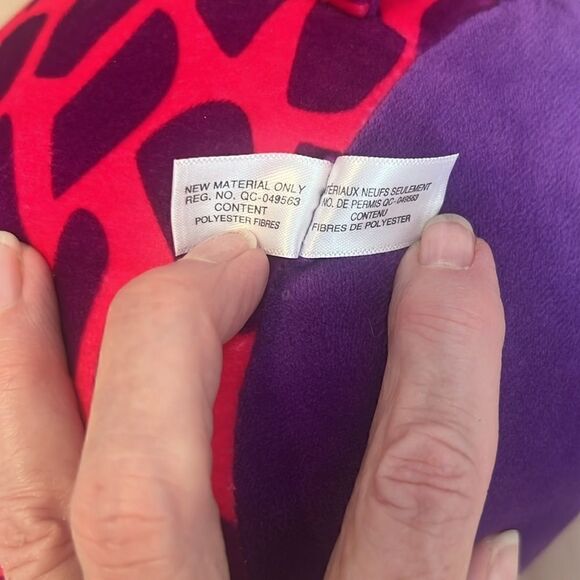 NEW MATERIAL ONLY
REG. NO. QC-049563
CONTENT
POLYESTER FIBRES
TÉRIAUX NEUFS SEULEMENT
NO. DE PERMIS QC-049563
CONTENU
FIBRES DE POLYESTER